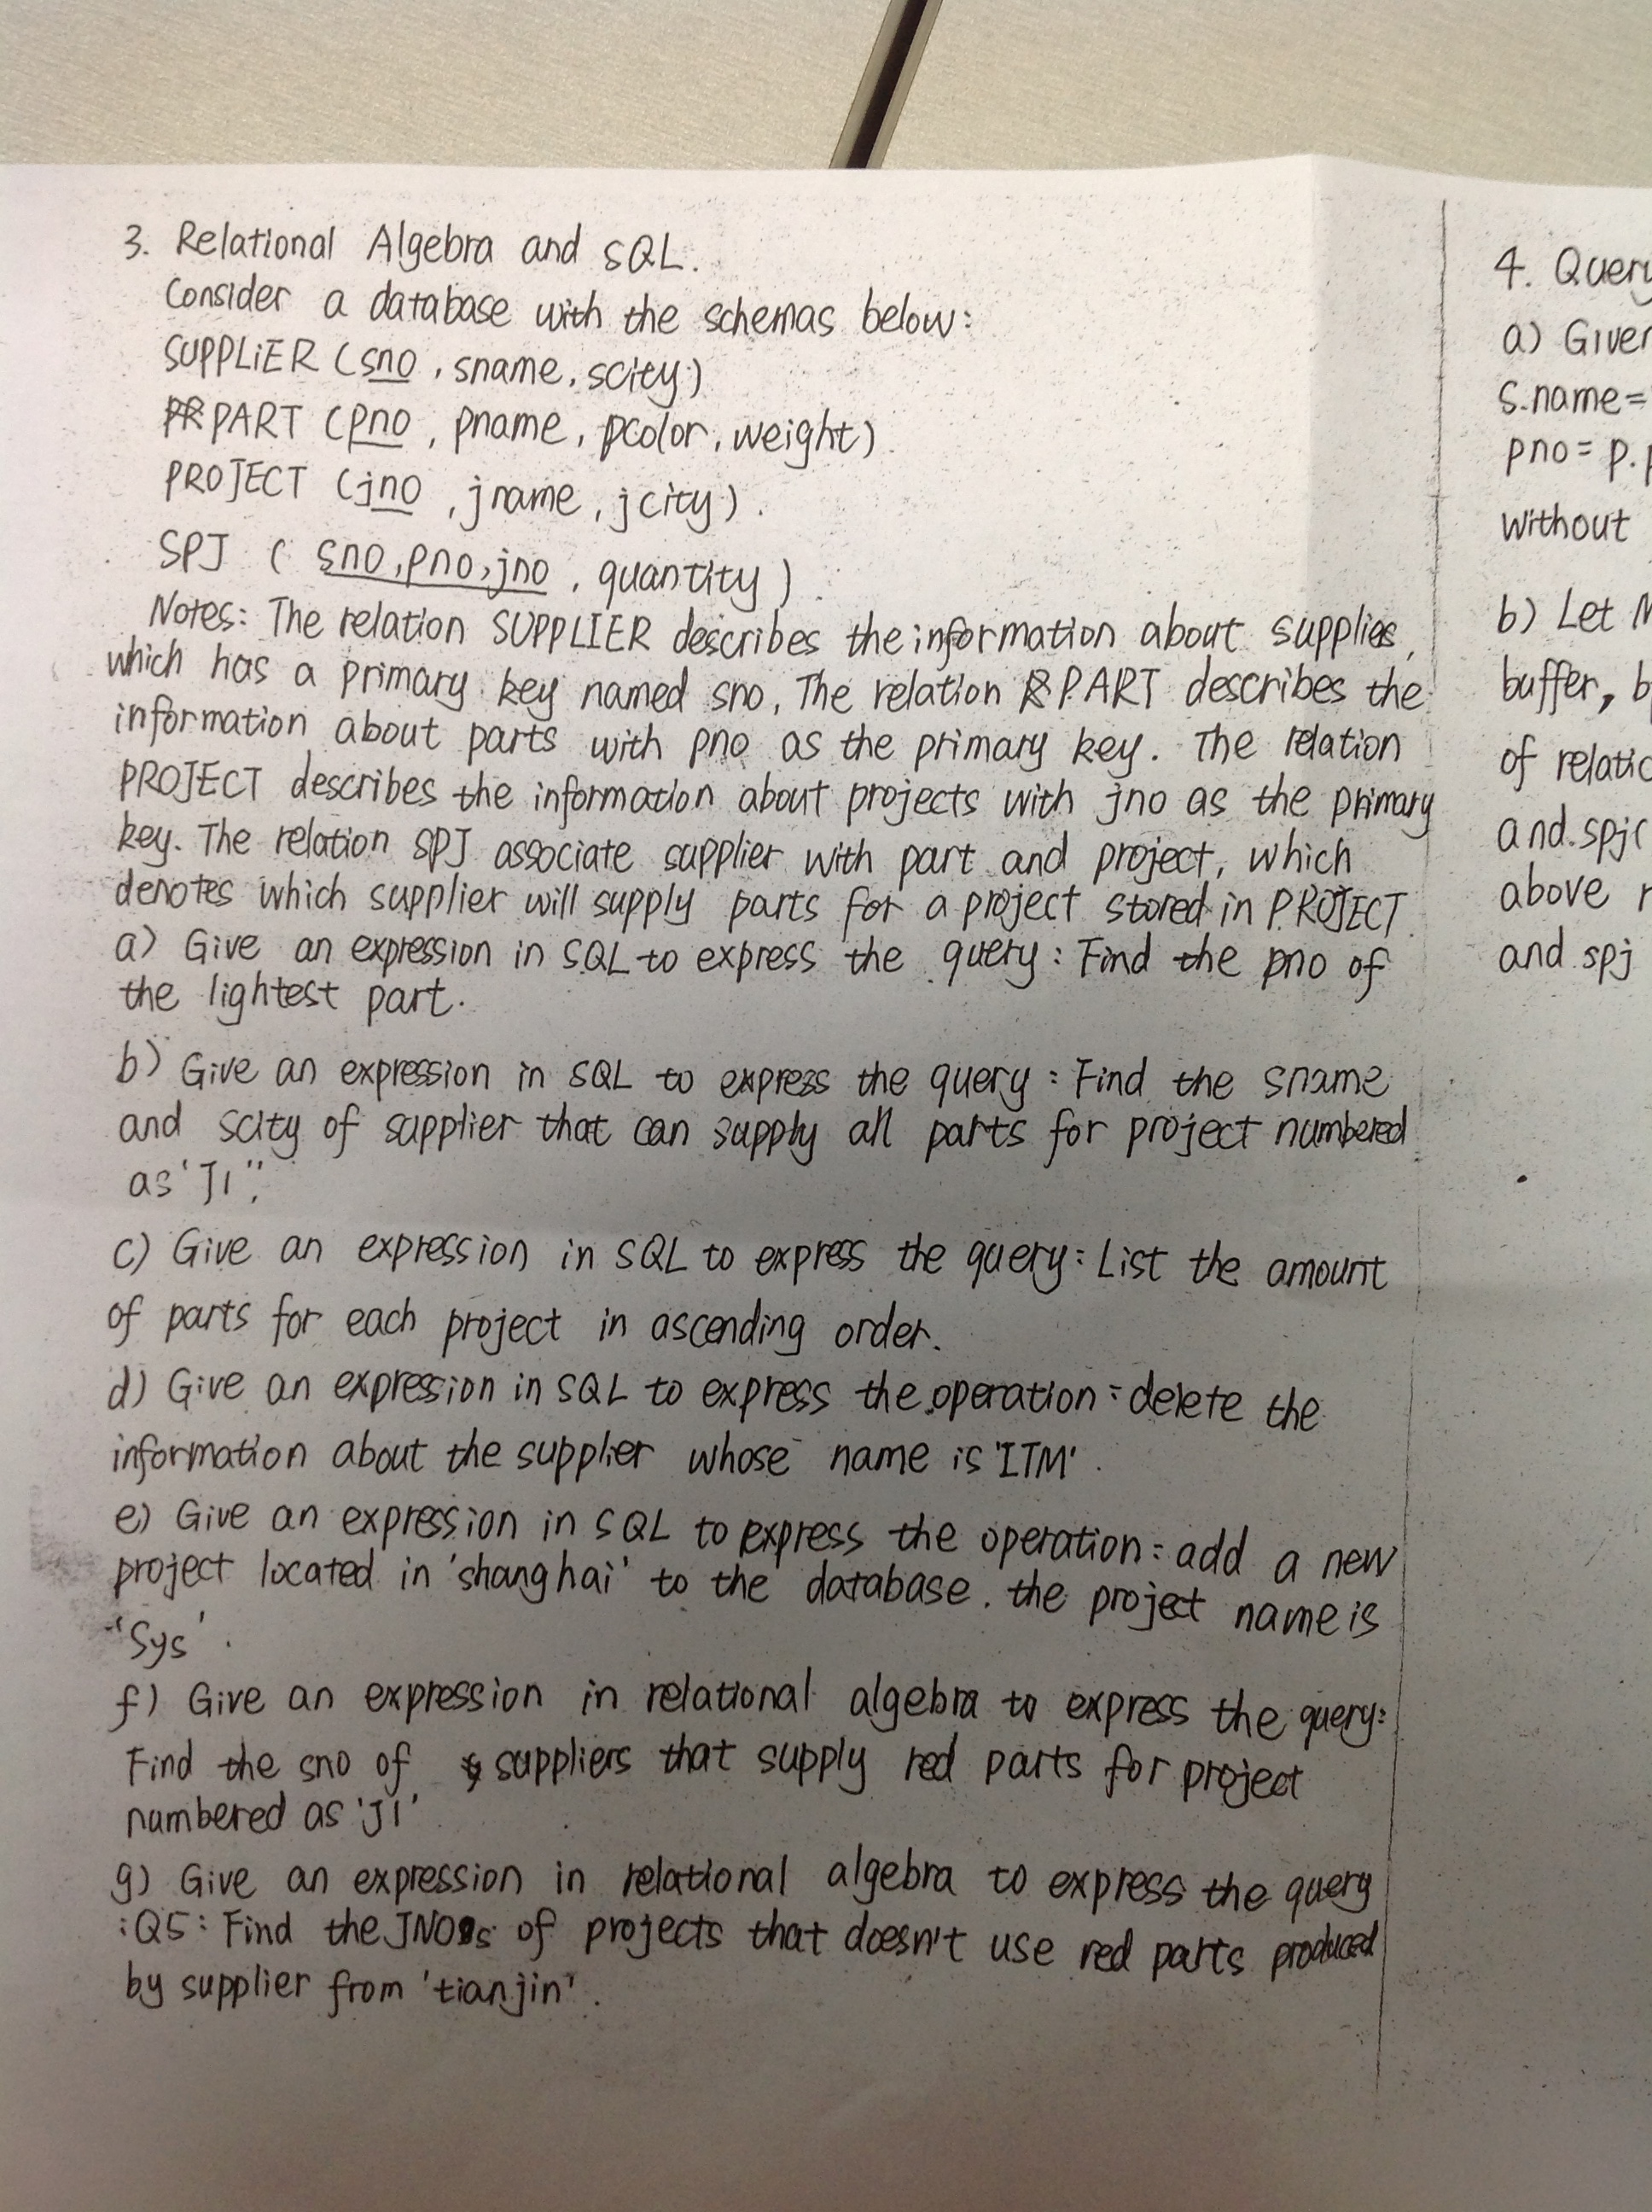 3. Relational Algebra and SQL.
Consider a database with the schemas below:
SUPPLIER (sno, sname, scity)
PART (pno, pname, pcolor, weight)
PROJECT (jno, jname, jcity).
SPJ (sno, pno, jno, quantity)
Notes: The relation SUPPLIER describes the information about supplies,
which has a primary key named sno. The relation PART describes the
information about parts with pno as the primary key. The relation
PROJECT describes the information about projects with jno as the primary
key. The relation SPJ associate supplier with part and project, which
denotes which supplier will supply parts for a project stored in PROJECT.
a) Give an expression in SQL to express the query: Find the pno of
the lightest part.
b) Give an expression in SQL to express the query: Find the sname
and scity of supplier that can supply all parts for project numbered
as 'J1''.
c) Give an expression in SQL to express the query: List the amount
of parts for each project in ascending order.
d) Give an expression in SQL to express the operation: delete the
information about the supplier whose name is 'ITM'.
e) Give an expression in SQL to express the operation: add a new
project located in 'shanghai' to the database. the project name is
'Sys'.
f) Give an expression in relational algebra to express the query:
Find the sno of suppliers that supply red parts for project
numbered as 'J1'
g) Give an expression in relational algebra to express the query
:Q5: Find the JNOs of projects that doesn't use red parts produced
by supplier from 'tianjin'.
4. Query
a) Given
s.name=
pno = p.
without
b) Let
buffer, b
of relatio
and spj(
above
and spj